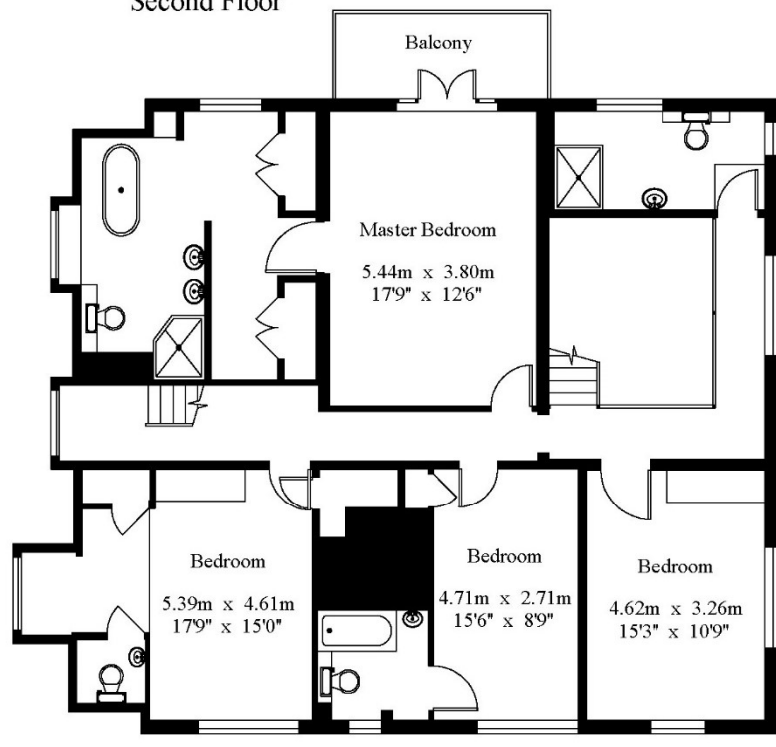 Second Floor
Balcony
Master Bedroom
5.44m x 3.80m
17'9" x 12'6"
Bedroom
5.39m x 4.61m
17'9" x 15'0"
Bedroom
4.71m x 2.71m
15'6" x 8'9"
Bedroom
4.62m x 3.26m
15'3" x 10'9"